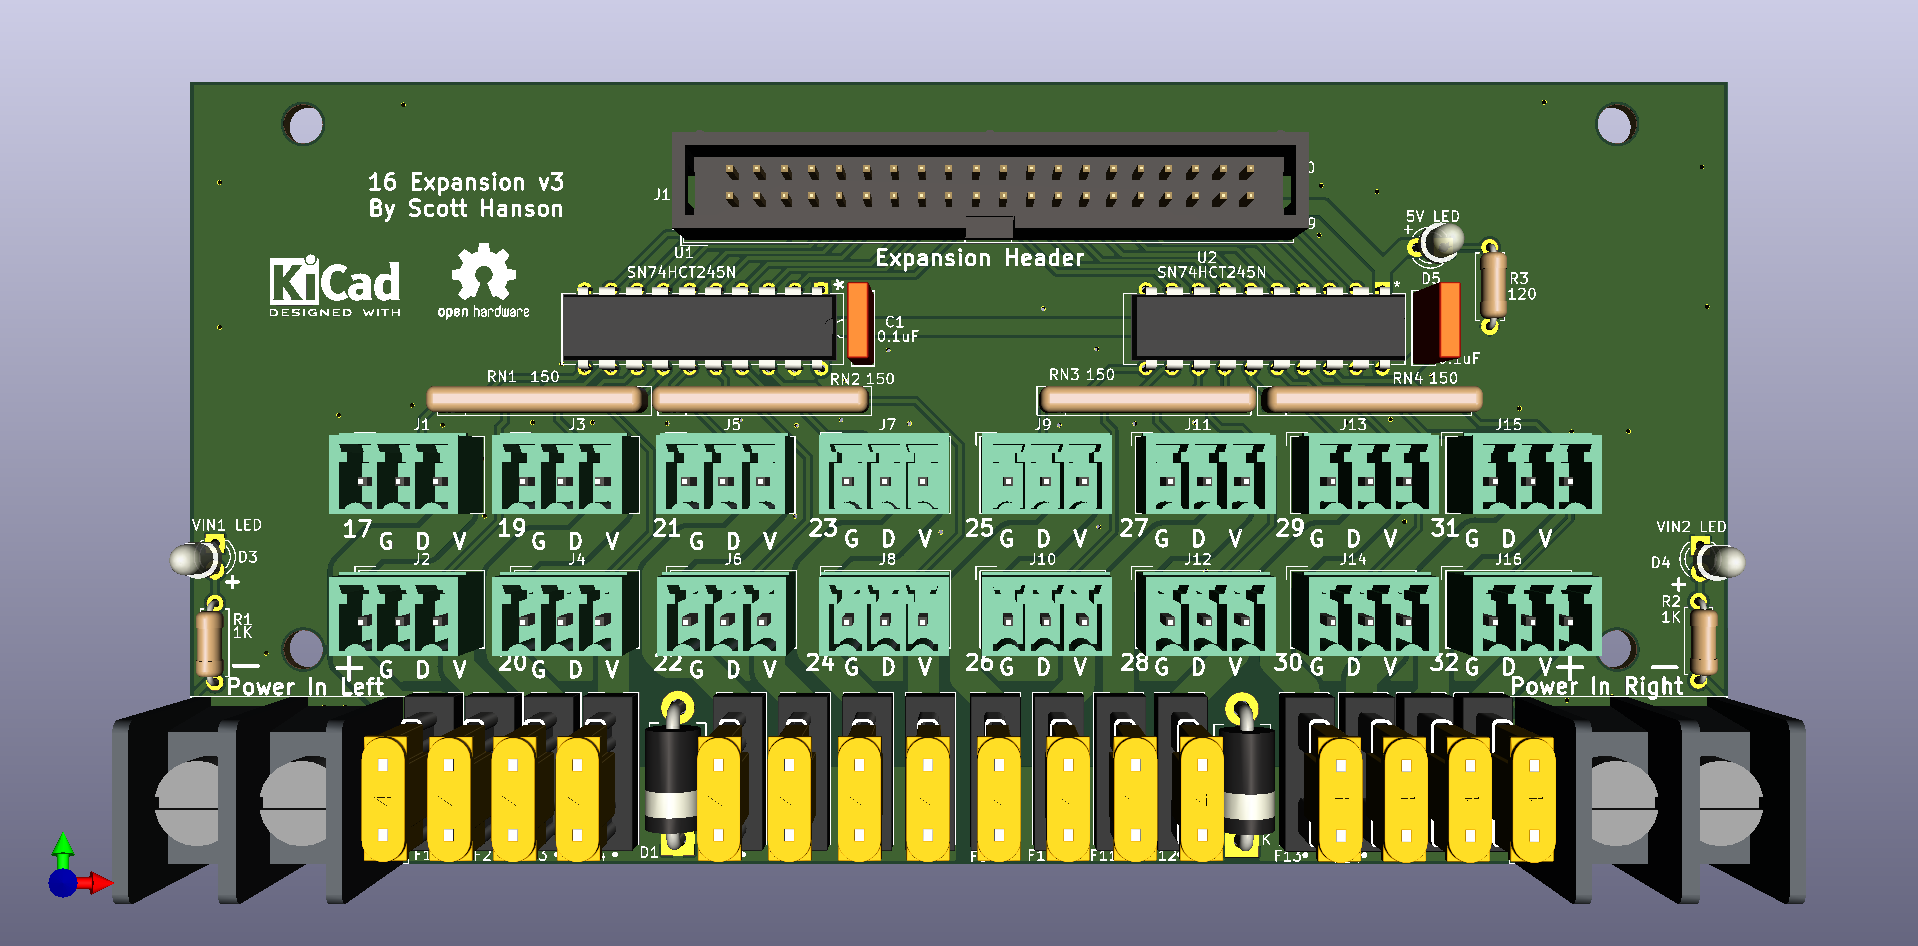 16 Expansion v3
By Scott Hanson
J1
0
9
KiCad
DESIGNED WITH
open hardware
Expansion Header
U1
SN74HCT245N
*
C1
0.1uF
U2
SN74HCT245N
*
5V LED
+
D5
R3
120
0.1uF
RN1 150
RN2 150
RN3 150
RN4 150
J1 J3 J5 J7 J9 J11 J13 J15
17 G D V
19 G D V
21 G D V
23 G D V
25 G D V
27 G D V
29 G D V
31 G D V
J2 J4 J6 J8 J10 J12 J14 J16
G D V
20 G D V
22 G D V
24 G D V
26 G D V
28 G D V
30 G D V
32 G D V
VIN1 LED
D3
+
R1
1K
− +
Power In Left
VIN2 LED
D4
+
R2
1K
+ −
Power In Right
D1
K
F13